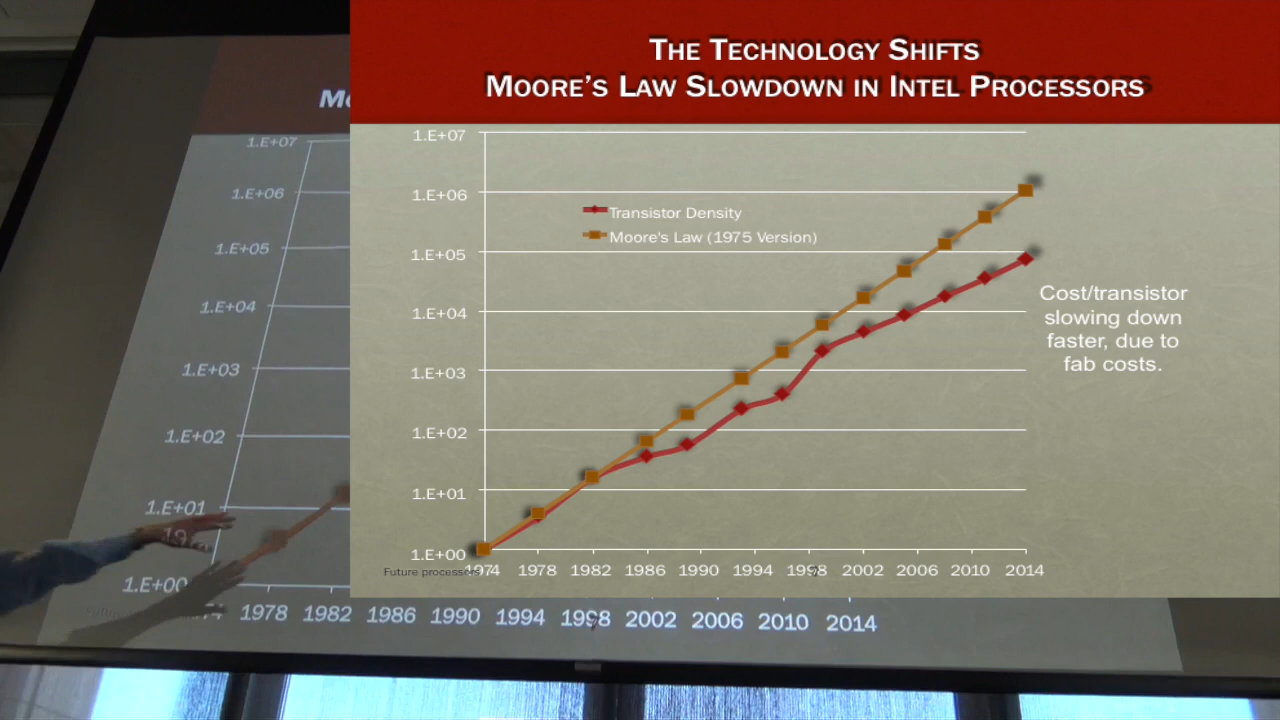 THE TECHNOLOGY SHIFTS
MOORE'S LAW SLOWDOWN IN INTEL PROCESSORS
1.E+07
1.E+06
1.E+05
1.E+04
1.E+03
1.E+02
1.E+01
1.E+00
Transistor Density
Moore's Law (1975 Version)
Cost/transistor
slowing down
faster, due to
fab costs.
Future processors
1974 1978 1982 1986 1990 1994 1998 2002 2006 2010 2014
1.E+07
1.E+06
1.E+05
1.E+04
1.E+03
1.E+02
1.E+01
1.E+00
1978 1982 1986 1990 1994 1998 2002 2006 2010 2014